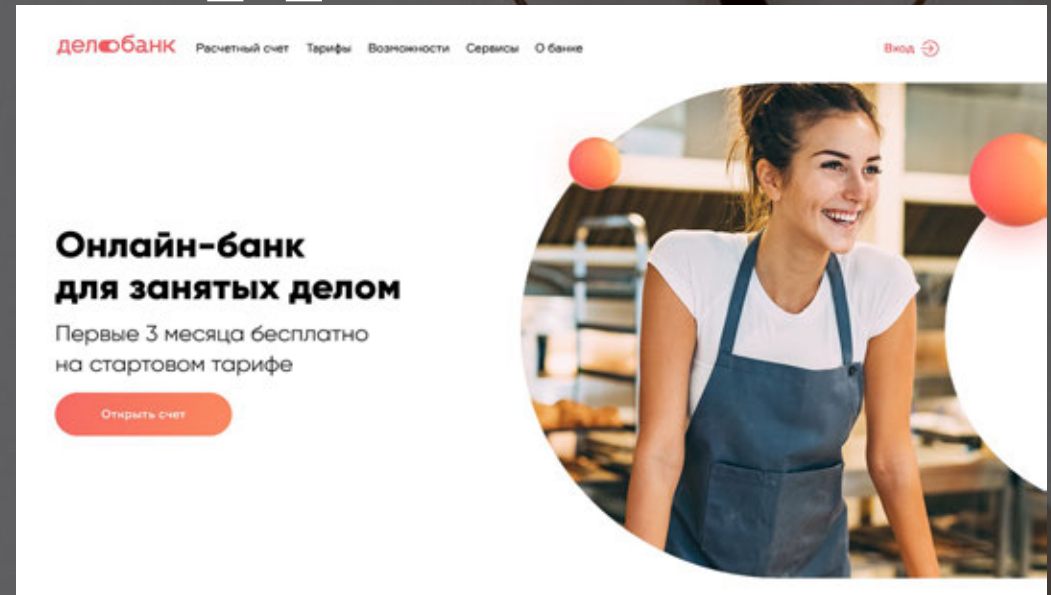 делобанк
Расчетный счет Тарифы Возможности Сервисы О банке
Вход
Онлайн-банк
для занятых делом
Первые 3 месяца бесплатно
на стартовом тарифе
Открыть счет